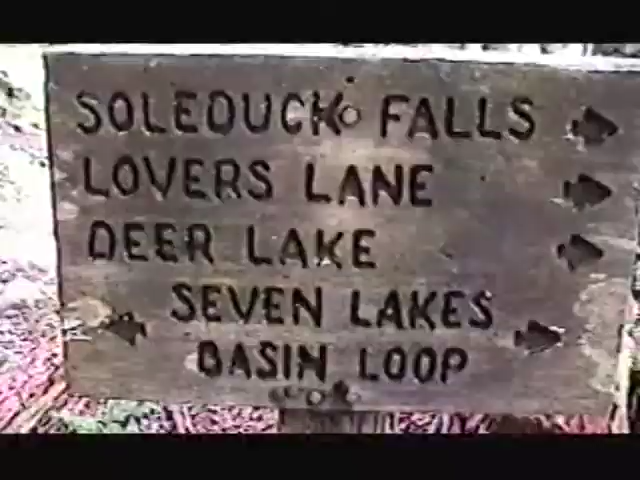 SOLEDUCK FALLS
LOVERS LANE
DEER LAKE
SEVEN LAKES
BASIN LOOP